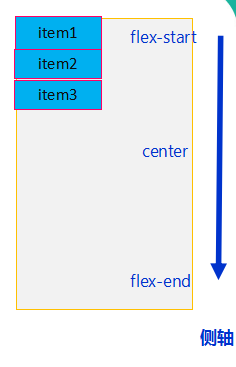 item1
flex-start
item2
item3
center
flex-end
侧轴